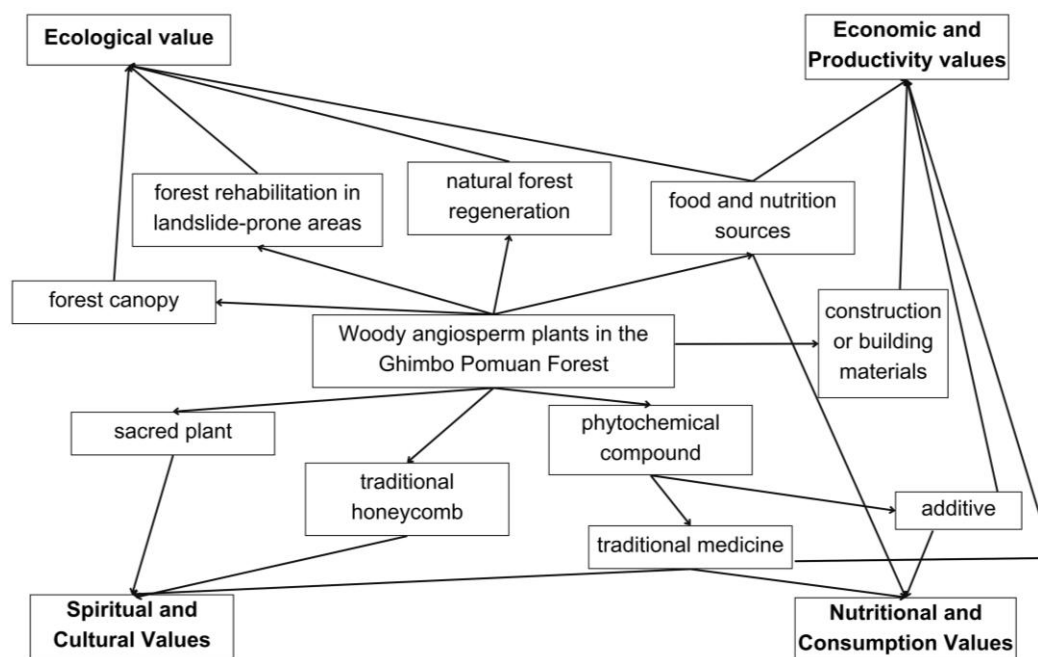 Ecological value
Economic and
Productivity values
forest rehabilitation in
landslide-prone areas
natural forest
regeneration
food and nutrition
sources
forest canopy
Woody angiosperm plants in the
Ghimbo Pomuan Forest
construction
or building
materials
sacred plant
phytochemical
compound
traditional
honeycomb
additive
traditional medicine
Spiritual and
Cultural Values
Nutritional and
Consumption Values